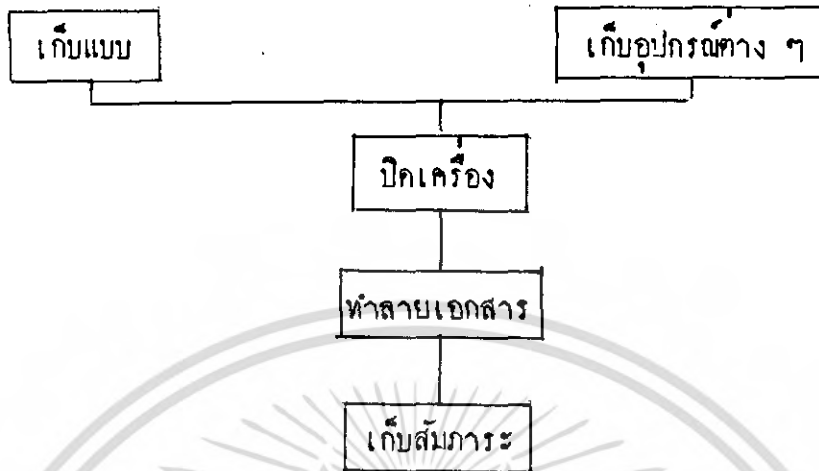 เก็บแบบ
เก็บอุปกรณ์ต่าง ๆ
ปิดเครื่อง
ทำลายเอกสาร
เก็บสัมภาระ